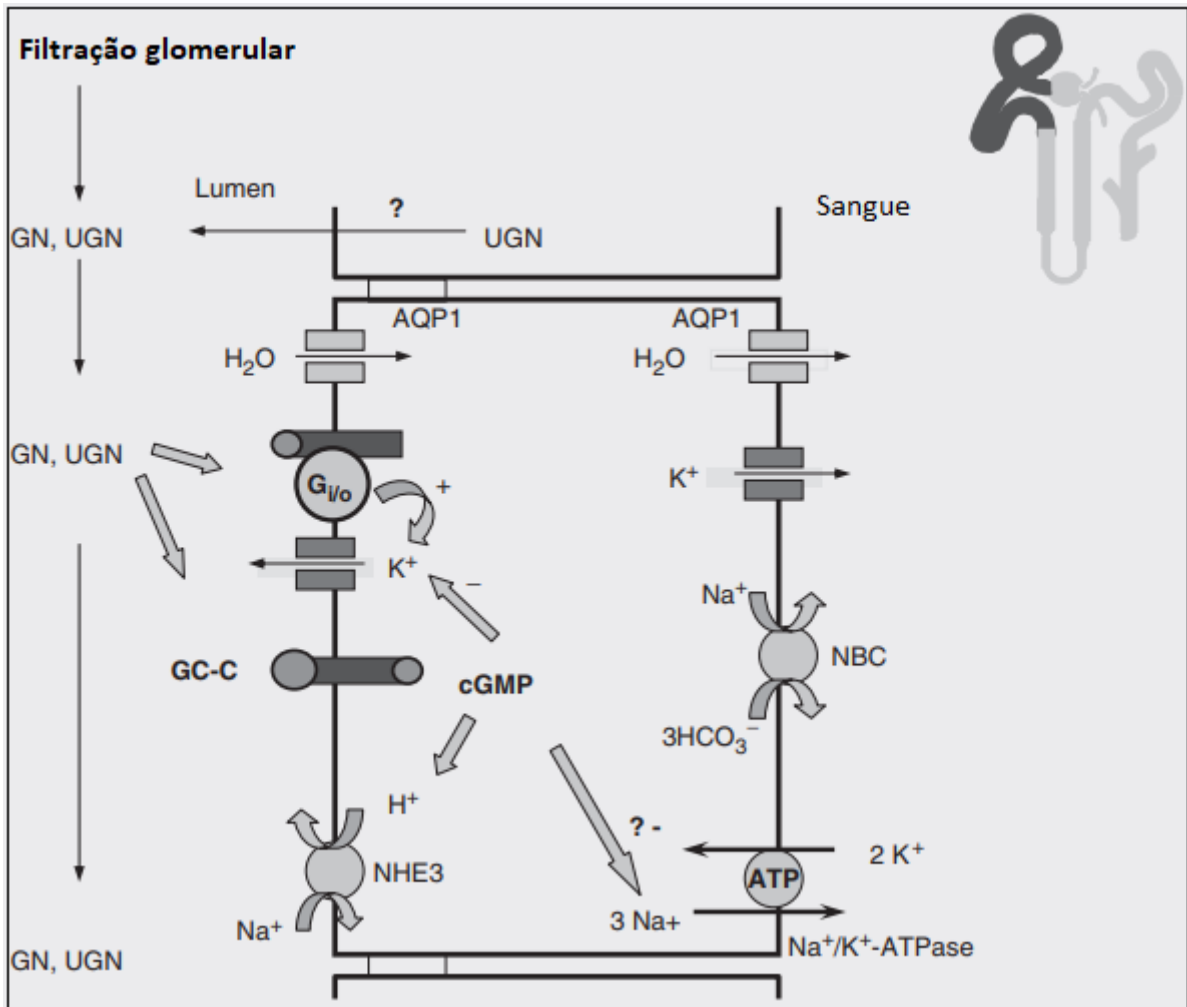 Filtração glomerular
Lumen
?
Sangue
GN, UGN
UGN
AQP1
AQP1
H₂O
H₂O
GN, UGN
K⁺
G i/o
+
K⁺
−
Na⁺
GC-C
cGMP
NBC
3HCO₃⁻
H⁺
? -
2 K⁺
NHE3
ATP
3 Na+
Na⁺
Na⁺/K⁺-ATPase
GN, UGN